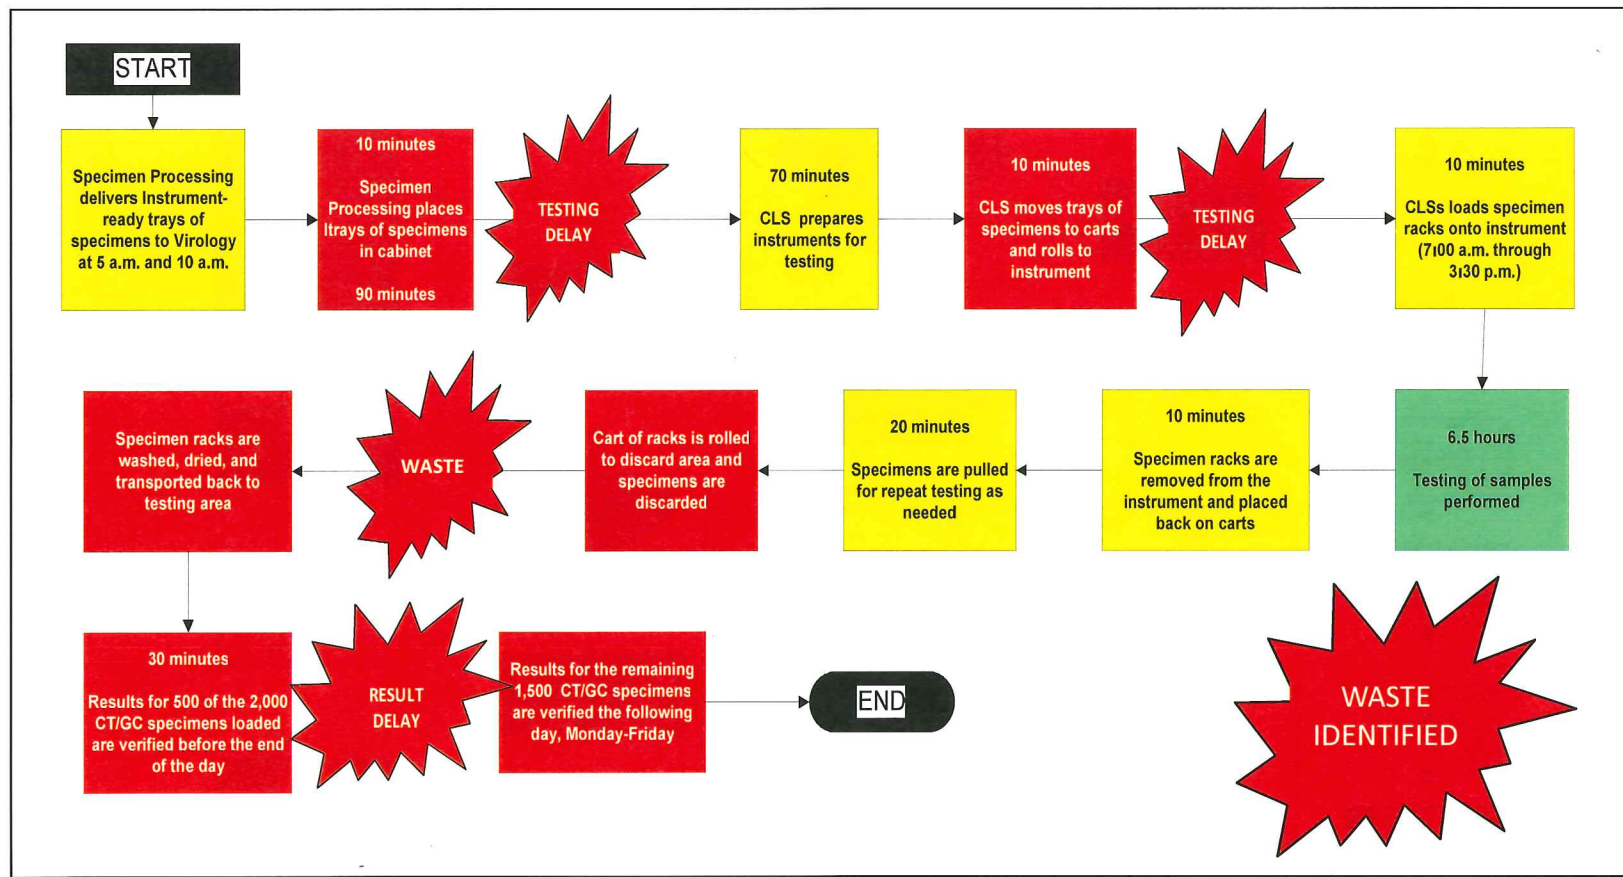 START
Specimen Processing
delivers Instrument-
ready trays of
specimens to Virology
at 5 a.m. and 10 a.m.
10 minutes
Specimen
Processing places
ltrays of specimens
in cabinet
90 minutes
TESTING
DELAY
70 minutes
CLS prepares
instruments for
testing
10 minutes
CLS moves trays of
specimens to carts
and rolls to
instrument
TESTING
DELAY
10 minutes
CLSs loads specimen
racks onto instrument
(7ı00 a.m. through
3ı30 p.m.)
6.5 hours
Testing of samples
performed
10 minutes
Specimen racks are
removed from the
instrument and placed
back on carts
20 minutes
Specimens are pulled
for repeat testing as
needed
Cart of racks is rolled
to discard area and
specimens are
discarded
WASTE
Specimen racks are
washed, dried, and
transported back to
testing area
30 minutes
Results for 500 of the 2,000
CT/GC specimens loaded
are verified before the end
of the day
RESULT
DELAY
Results for the remaining
1,500 CT/GC specimens
are verified the following
day, Monday-Friday
END
WASTE
IDENTIFIED